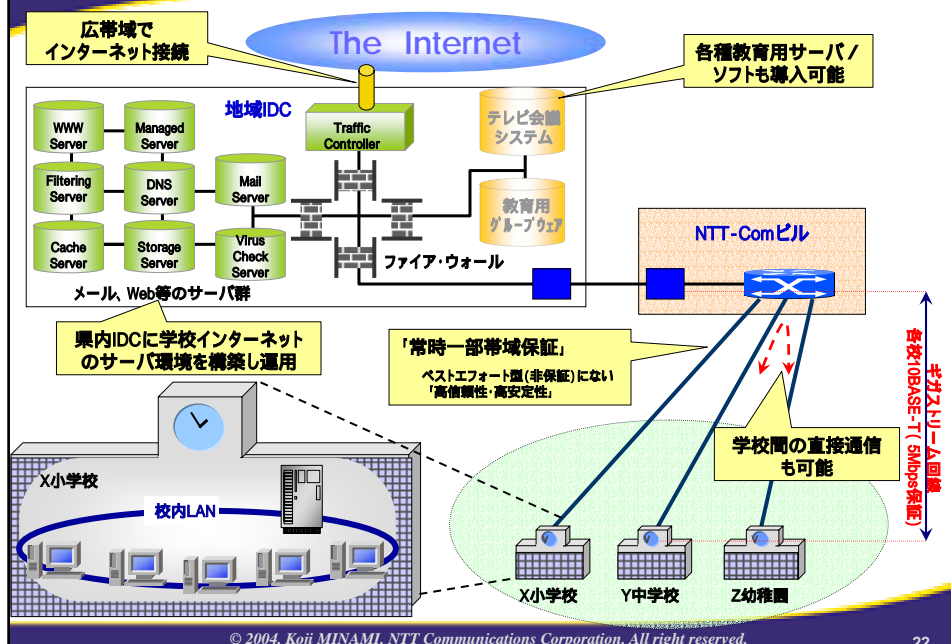 広帯域で
インターネット接続
The Internet
各種教育用サーバ/
ソフトも導入可能
地域IDC
WWW
Server
Managed
Server
Traffic
Controller
テレビ会議
システム
Filtering
Server
DNS
Server
Mail
Server
教育用
グループウェア
Cache
Server
Storage
Server
Virus
Check
Server
ファイア・ウォール
メール、Web等のサーバ群
NTT-Comビル
県内IDCに学校インターネット
のサーバ環境を構築し運用
「常時一部帯域保証」
ベストエフォート型(非保証)にない
「高信頼性・高安定性」
学校間の直接通信
も可能
ギガストリーム回線
各校10BASE-T(5Mbps保証)
X小学校
校内LAN
X小学校
Y中学校
Z幼稚園
© 2004, Koji MINAMI, NTT Communications Corporation, All right reserved.
22